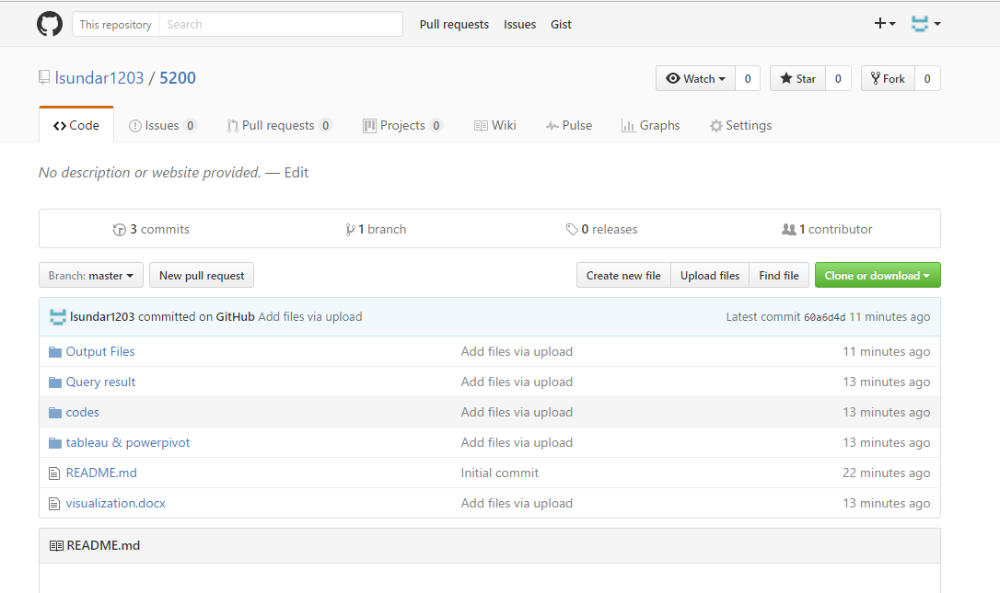 This repository Search Pull requests Issues Gist
lsundar1203 / 5200 Watch 0 Star 0 Fork 0
Code Issues 0 Pull requests 0 Projects 0 Wiki Pulse Graphs Settings
No description or website provided. — Edit
3 commits 1 branch 0 releases 1 contributor
Branch: master New pull request Create new file Upload files Find file Clone or download
lsundar1203 committed on GitHub Add files via upload Latest commit 60a6d4d 11 minutes ago
Output Files Add files via upload 11 minutes ago
Query result Add files via upload 13 minutes ago
codes Add files via upload 13 minutes ago
tableau & powerpivot Add files via upload 13 minutes ago
README.md Initial commit 22 minutes ago
visualization.docx Add files via upload 13 minutes ago
README.md